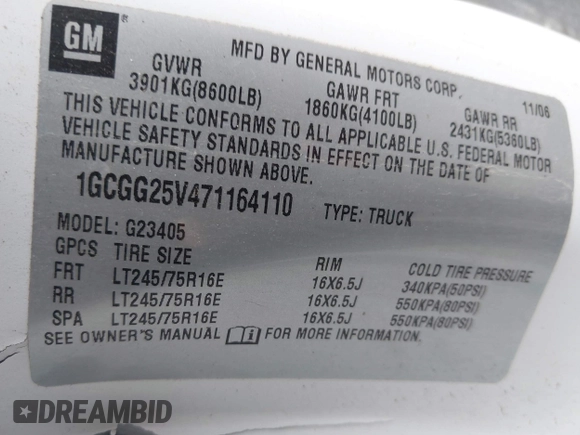 GM
MFD BY GENERAL MOTORS CORP.
11/06
GVWR GAWR FRT GAWR RR
3901KG(8600LB) 1860KG(4100LB) 2431KG(5360LB)
THIS VEHICLE CONFORMS TO ALL APPLICABLE U.S. FEDERAL MOTOR
VEHICLE SAFETY STANDARDS IN EFFECT ON THE DATE OF
MANUFACTURE SHOWN ABOVE.
1GCGG25V471164110 TYPE: TRUCK
MODEL: G23405
GPCS TIRE SIZE RIM COLD TIRE PRESSURE
FRT LT245/75R16E 16X6.5J 340KPA(50PSI)
RR LT245/75R16E 16X6.5J 550KPA(80PSI)
SPA LT245/75R16E 16X6.5J 550KPA(80PSI)
SEE OWNER'S MANUAL i FOR MORE INFORMATION.
DREAMBID